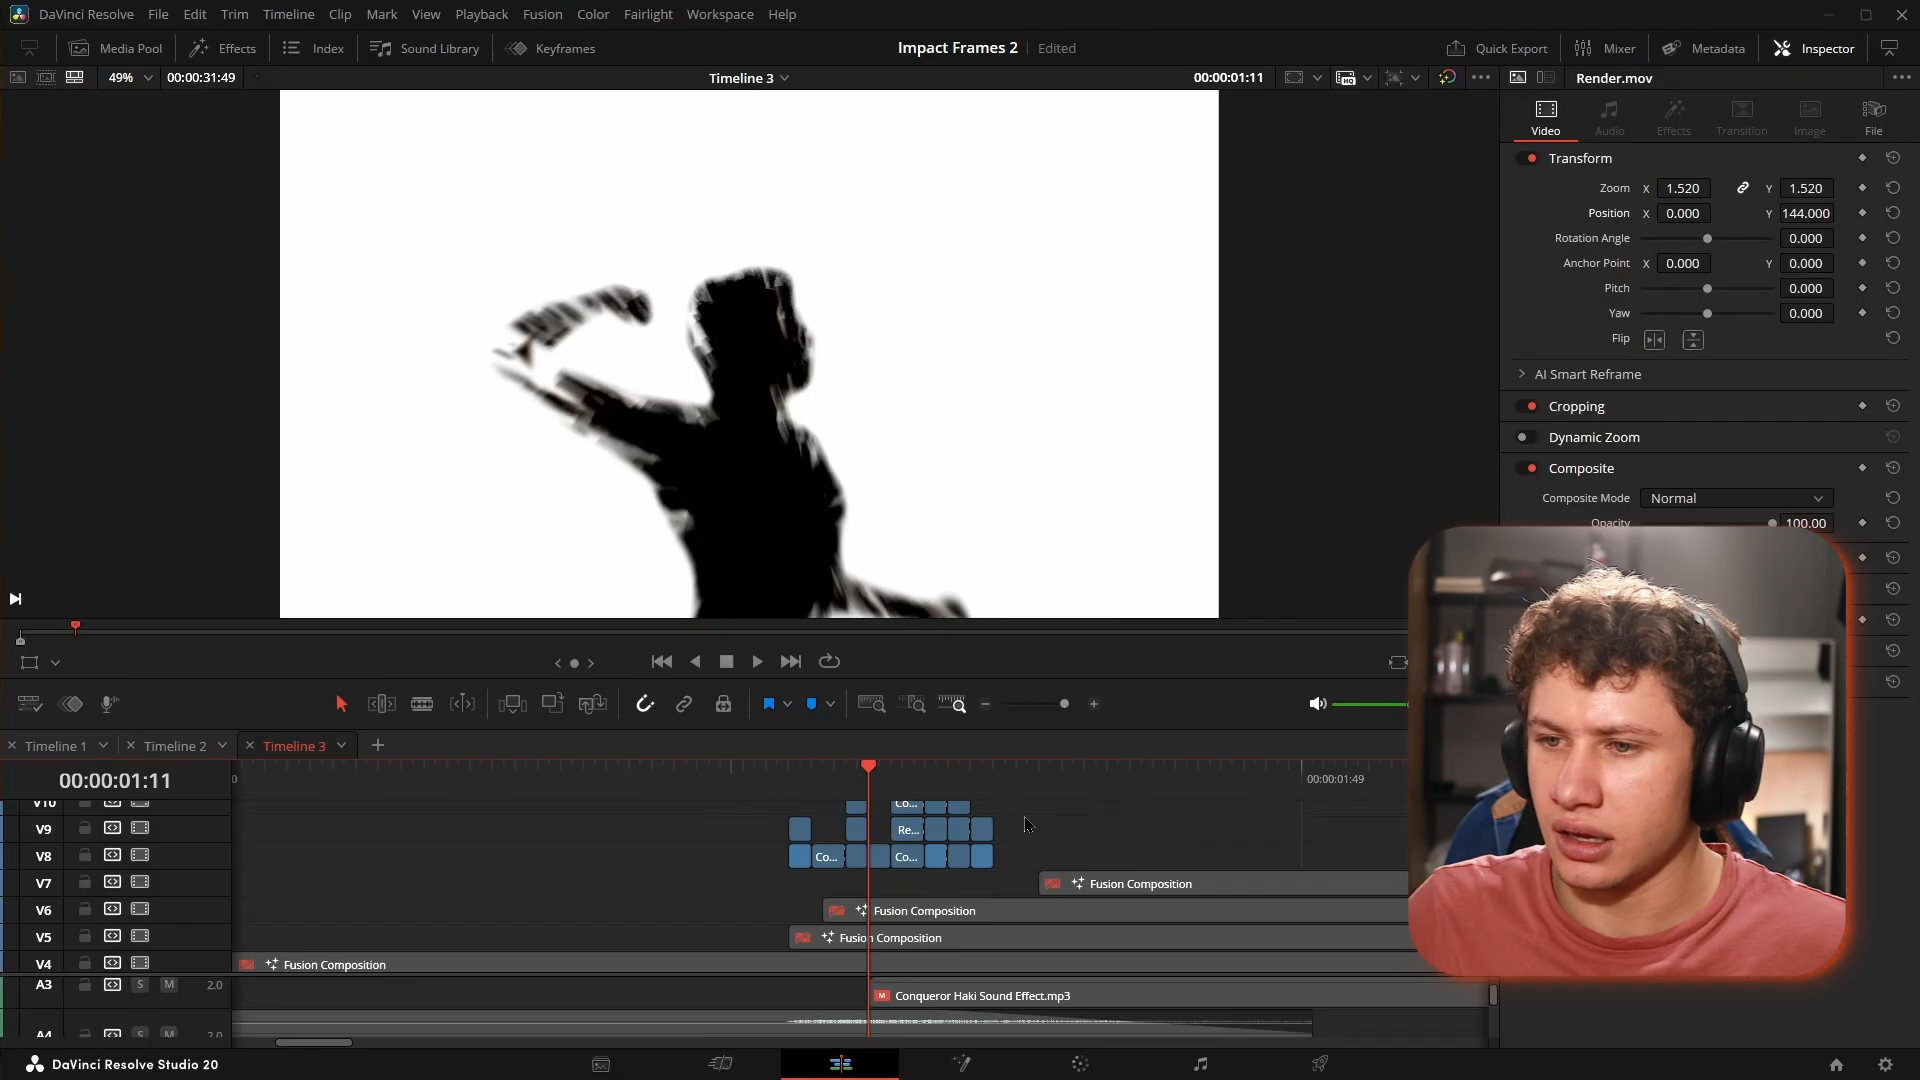 DaVinci Resolve File Edit Trim Timeline Clip Mark View Playback Fusion Color Fairlight Workspace Help
Media Pool Effects Index Sound Library Keyframes Impact Frames 2 Edited Quick Export Mixer Metadata Inspector
49% 00:00:31:49 Timeline 3 00:00:01:11 Render.mov
Video Audio Effects Transition Image File
Transform
Zoom X 1.520 Y 1.520
Position X 0.000 Y 144.000
Rotation Angle 0.000
Anchor Point X 0.000 Y 0.000
Pitch 0.000
Yaw 0.000
Flip
AI Smart Reframe
Cropping
Dynamic Zoom
Composite
Composite Mode Normal
Opacity 100.00
Timeline 1 Timeline 2 Timeline 3
00:00:01:11 0 00:00:01:49
V10 Co...
V9 Re...
V8 Co... Co...
V7 Fusion Composition
V6 Fusion Composition
V5 Fusion Composition
V4 Fusion Composition
A3 S M 2.0 Conqueror Haki Sound Effect.mp3
A4 S M 2.0
DaVinci Resolve Studio 20